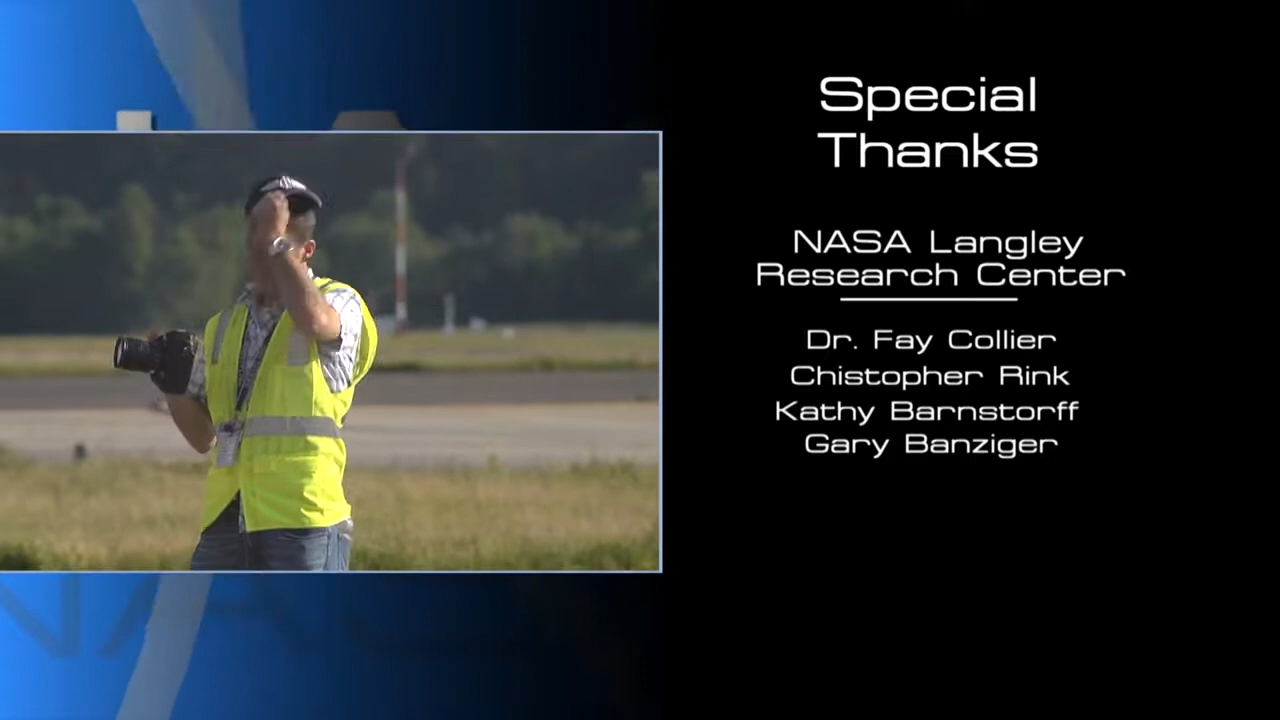 Special
Thanks
NASA Langley
Research Center
Dr. Fay Collier
Chistopher Rink
Kathy Barnstorff
Gary Banziger